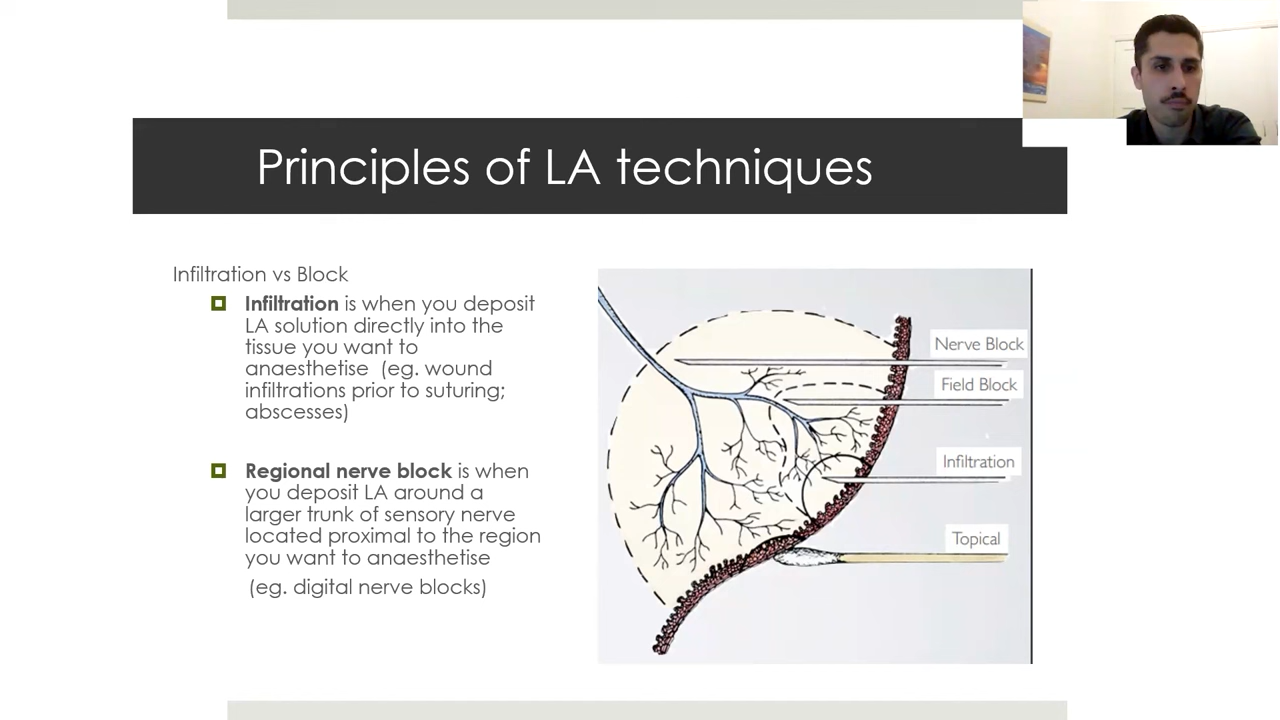 Principles of LA techniques
Infiltration vs Block
Infiltration is when you deposit
LA solution directly into the
tissue you want to
anaesthetise (eg. wound
infiltrations prior to suturing;
abscesses)
Regional nerve block is when
you deposit LA around a
larger trunk of sensory nerve
located proximal to the region
you want to anaesthetise
(eg. digital nerve blocks)
Nerve Block
Field Block
Infiltration
Topical